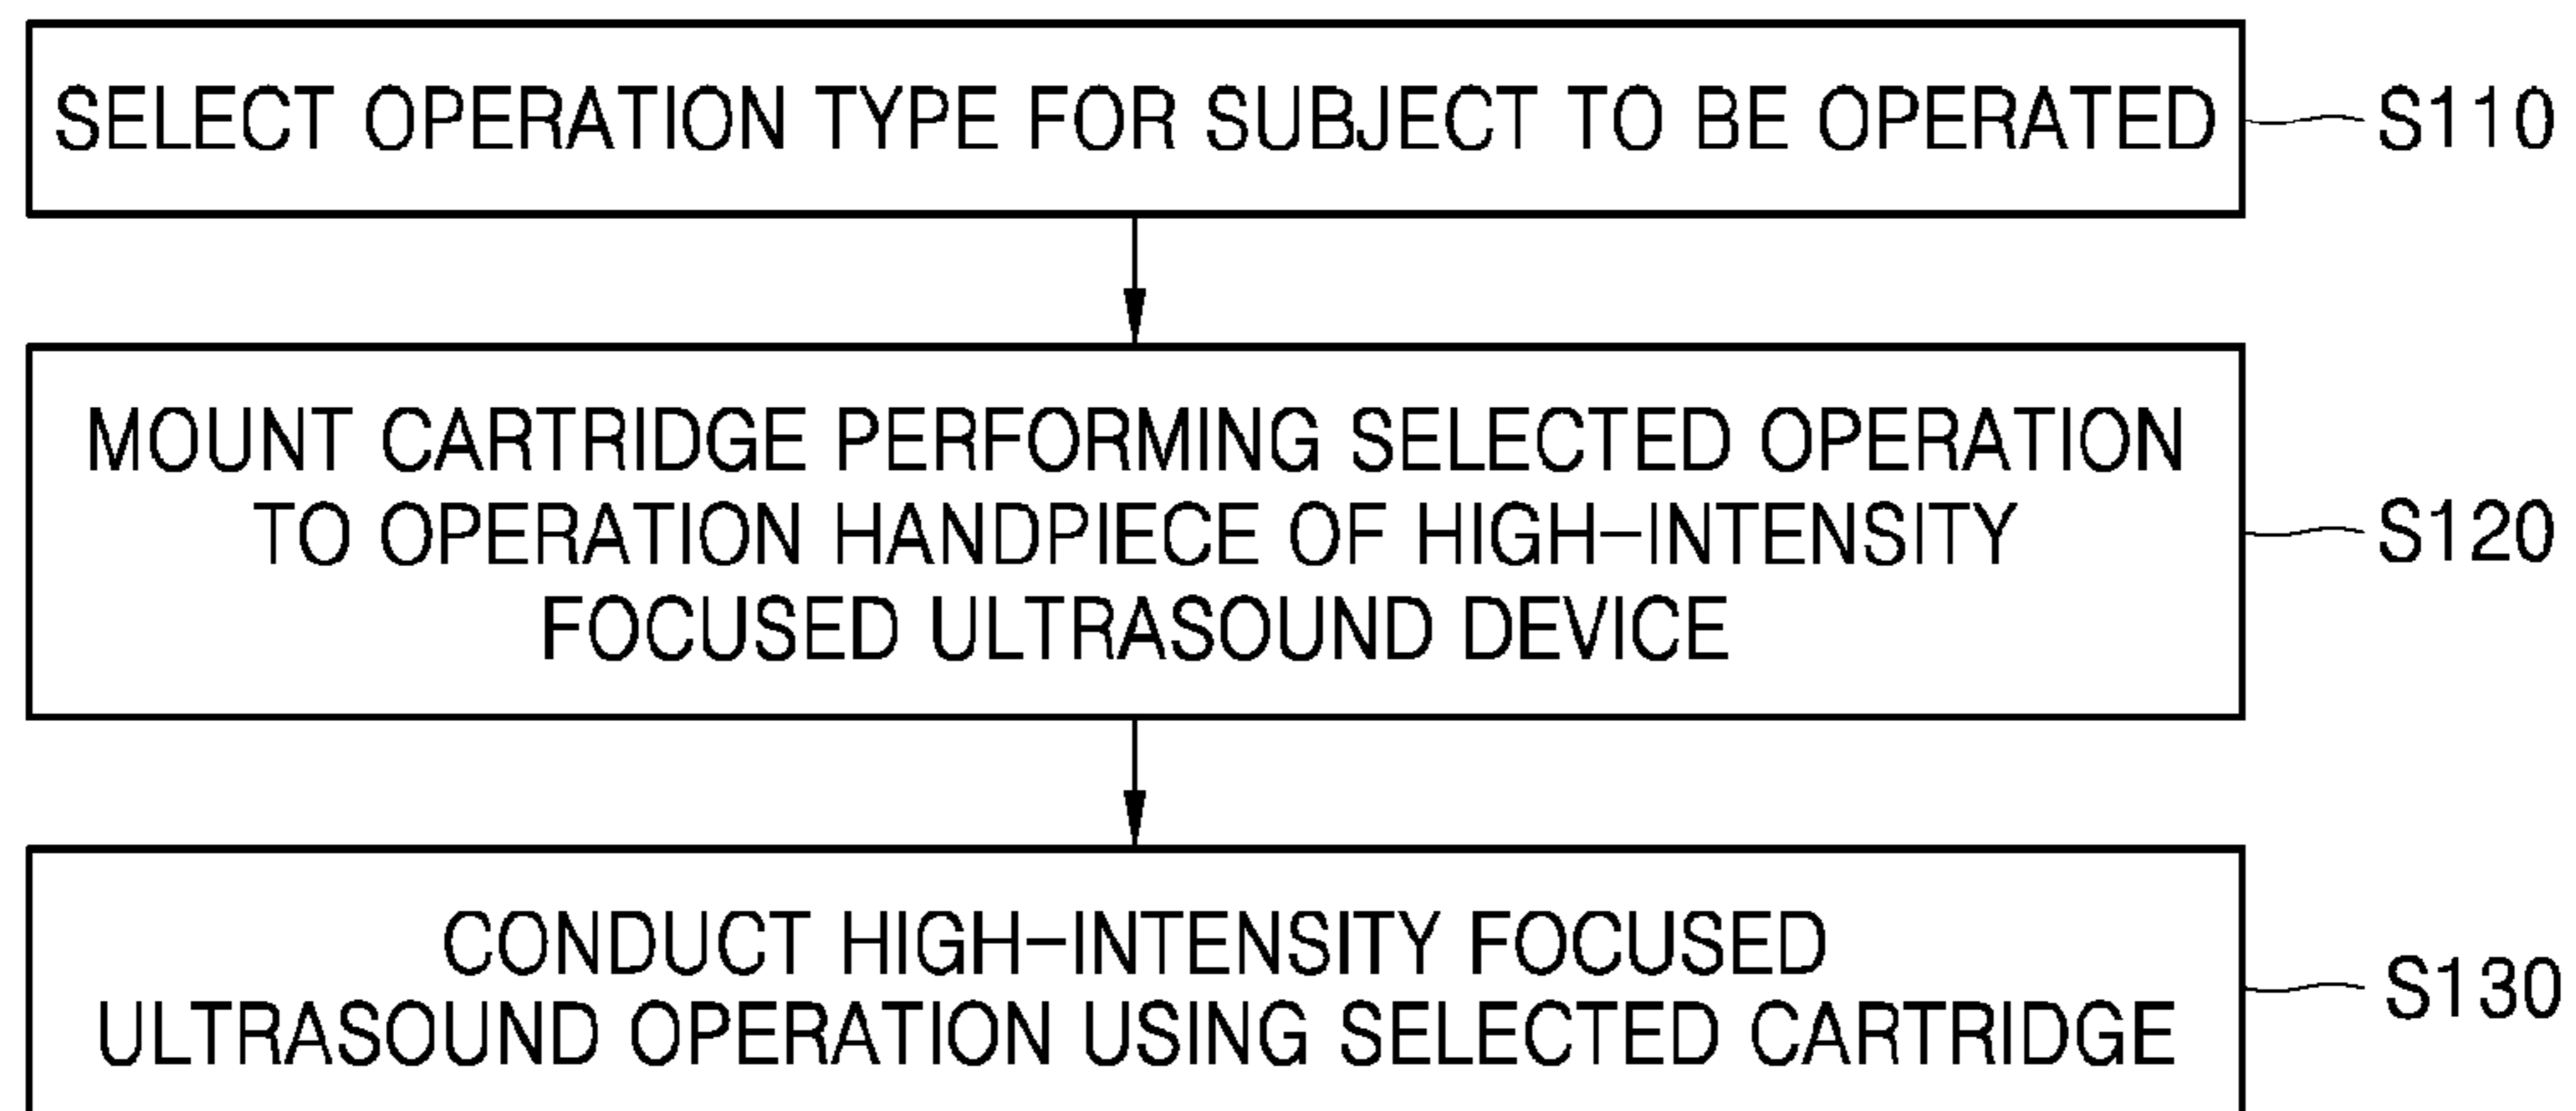 SELECT OPERATION TYPE FOR SUBJECT TO BE OPERATED
S110
MOUNT CARTRIDGE PERFORMING SELECTED OPERATION
TO OPERATION HANDPIECE OF HIGH-INTENSITY
FOCUSED ULTRASOUND DEVICE
S120
CONDUCT HIGH-INTENSITY FOCUSED
ULTRASOUND OPERATION USING SELECTED CARTRIDGE
S130